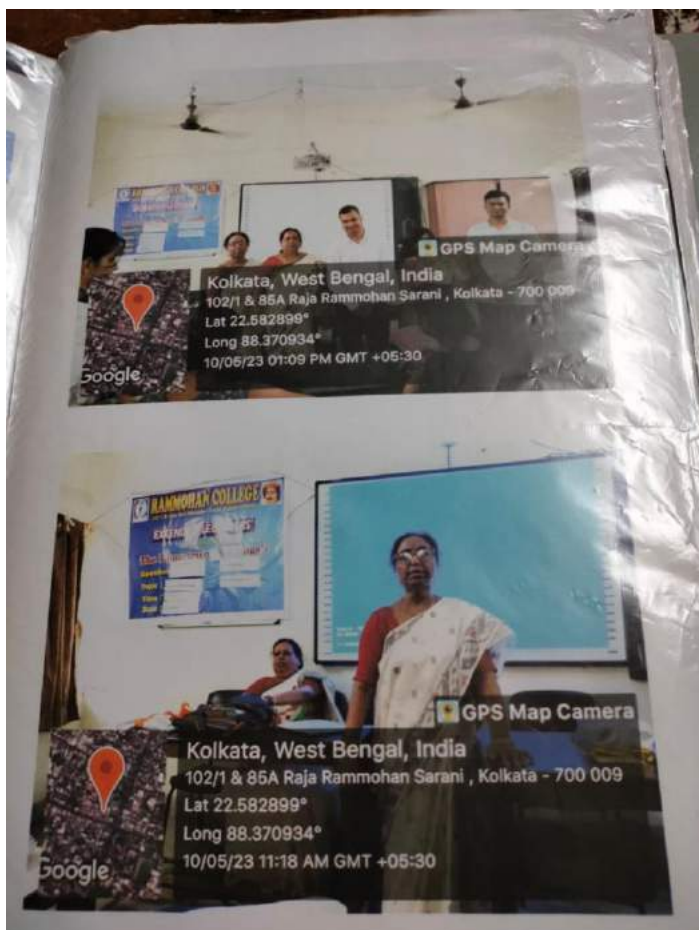 RAMMOHAN COLLEGE
GPS Map Camera
Kolkata, West Bengal, India
102/1 & 85A Raja Rammohan Sarani , Kolkata - 700 009
Lat 22.582899°
Long 88.370934°
10/05/23 01:09 PM GMT +05:30
Google
RAMMOHAN COLLEGE
GPS Map Camera
Kolkata, West Bengal, India
102/1 & 85A Raja Rammohan Sarani , Kolkata - 700 009
Lat 22.582899°
Long 88.370934°
10/05/23 11:18 AM GMT +05:30
Google